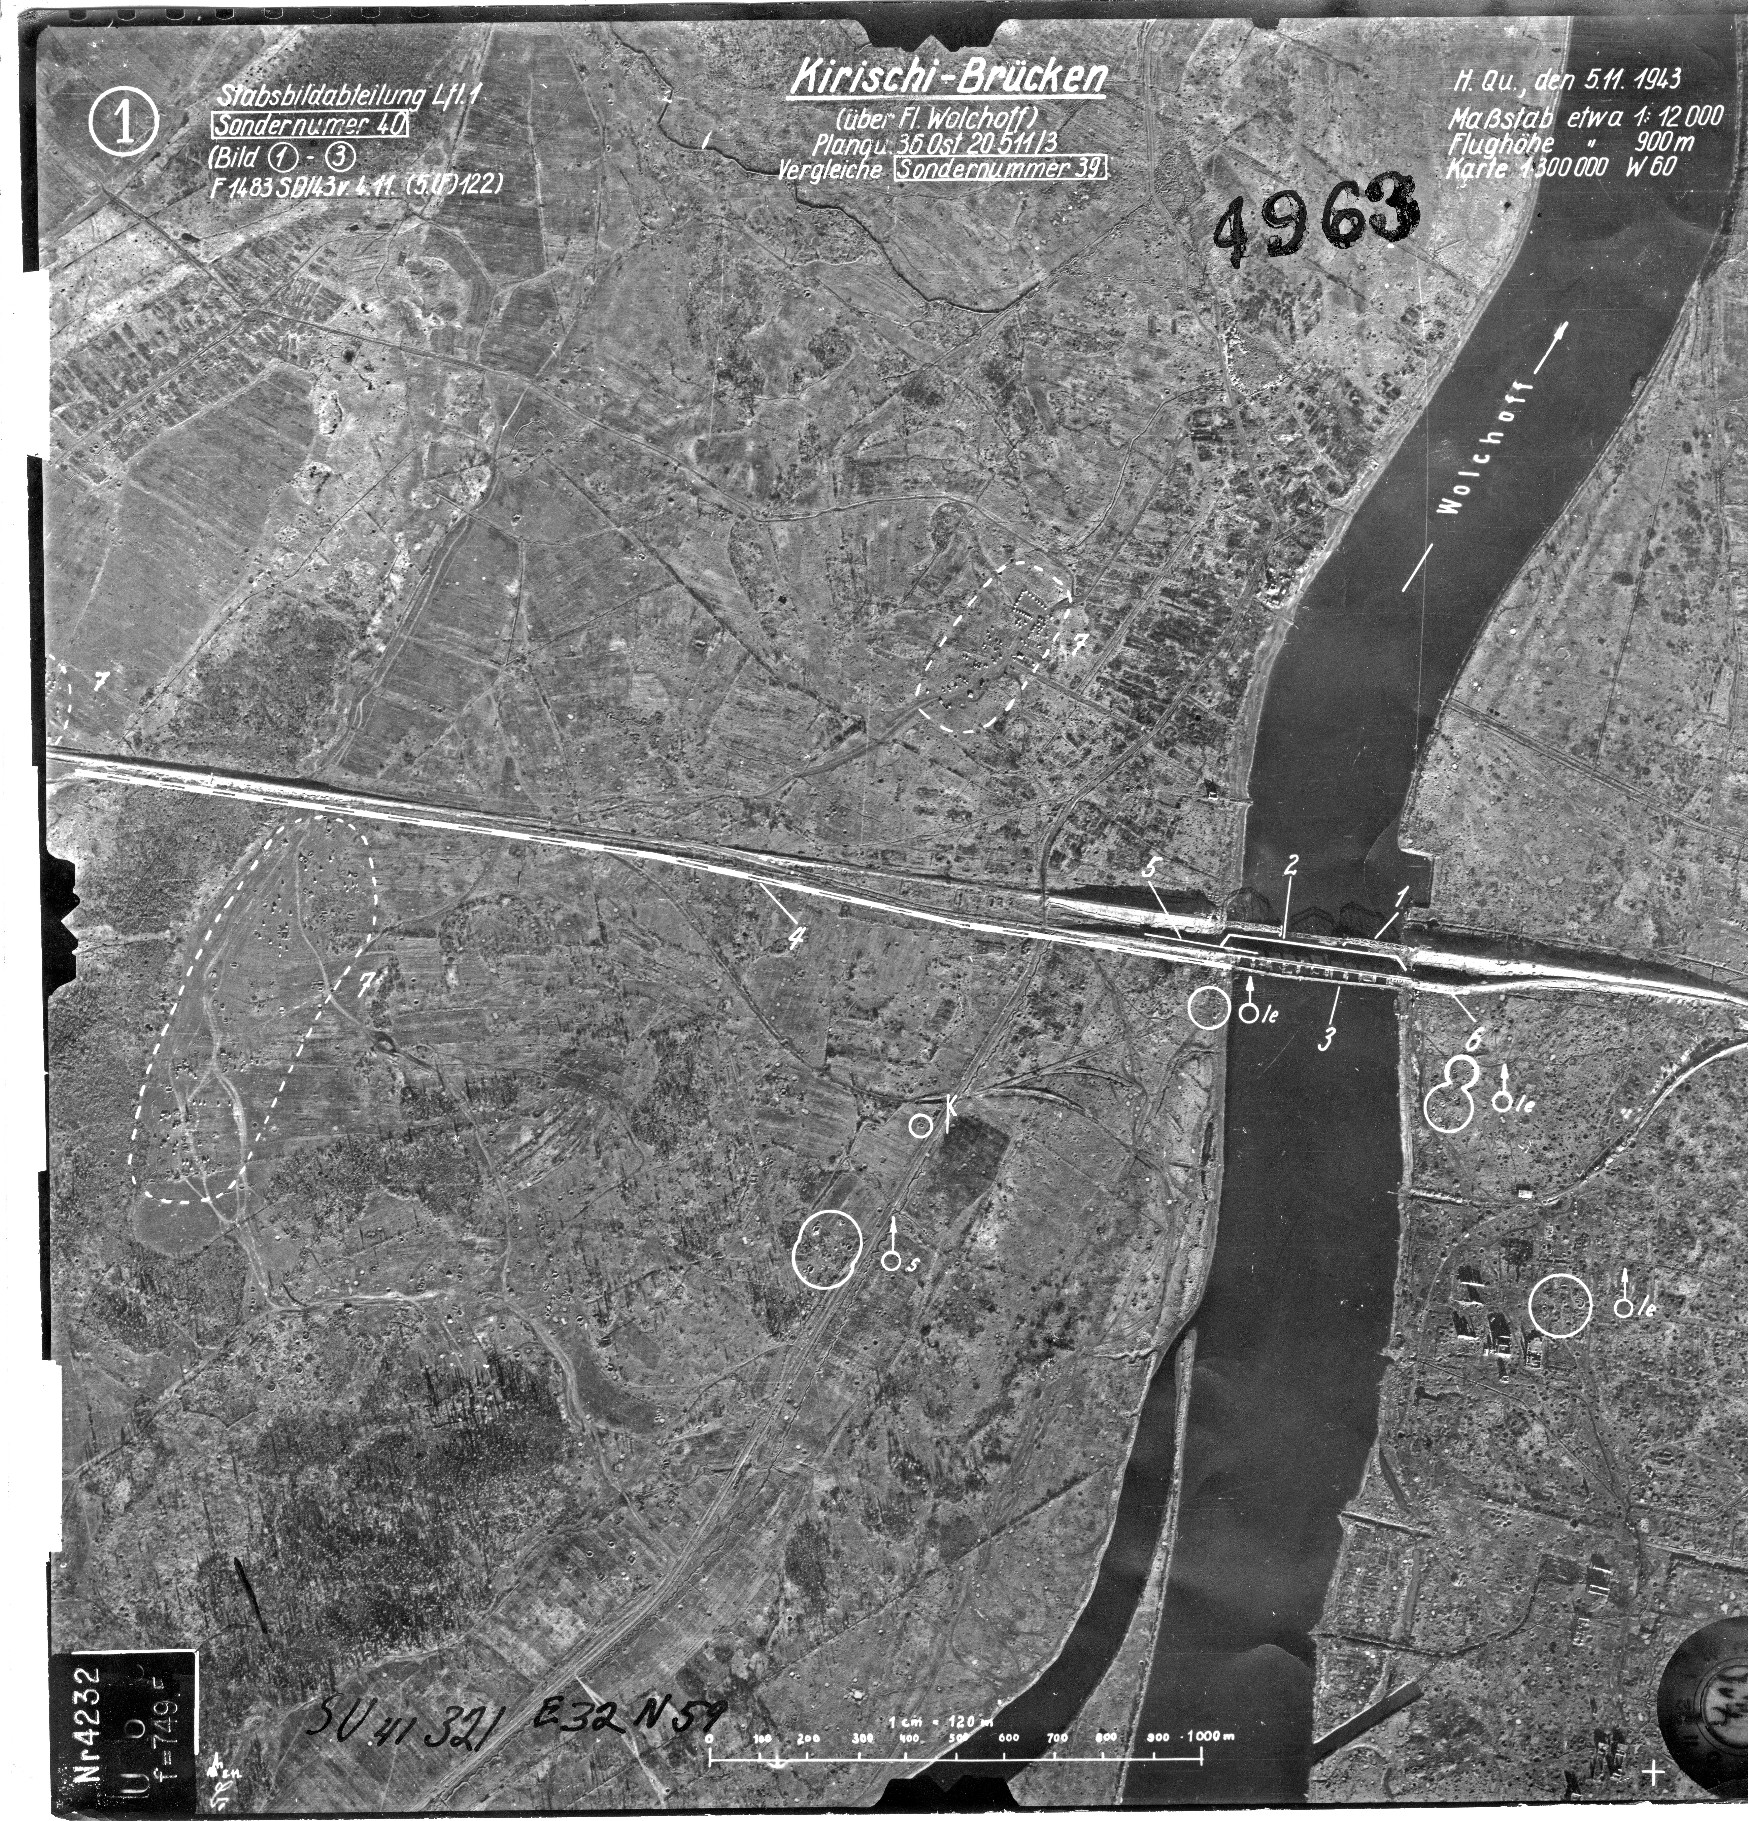 1
Stabsbildabteilung Lfl. 1
Sondernumer 40
(Bild 1 - 3)
F 1483 SD/43 v. 4.11. (5.(F)122)
Kirischi-Brücken
(über Fl. Wolchoff)
Planqu. 36 Ost 20 511/3
Vergleiche Sondernummer 39
H. Qu., den 5.11. 1943
Maßstab etwa 1: 12 000
Flughöhe " 900 m
Karte 1:300 000 W 60
4963
Wolchoff
7
7
5
2
1
4
7
le
3
6
le
K
s
le
Nr 4232
f=749.
SU 41 321 E32 N59
1 cm = 120 m
0 100 200 300 400 500 600 700 800 900 1000 m